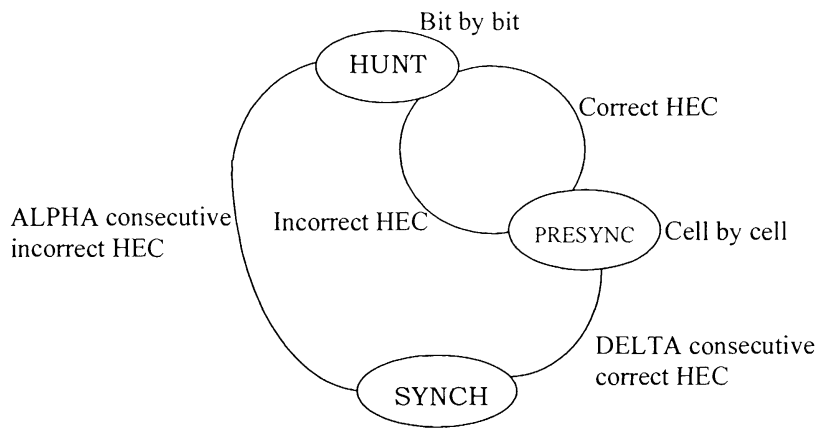 Bit by bit
HUNT
Correct HEC
ALPHA consecutive
incorrect HEC
Incorrect HEC
PRESYNC
Cell by cell
DELTA consecutive
correct HEC
SYNCH